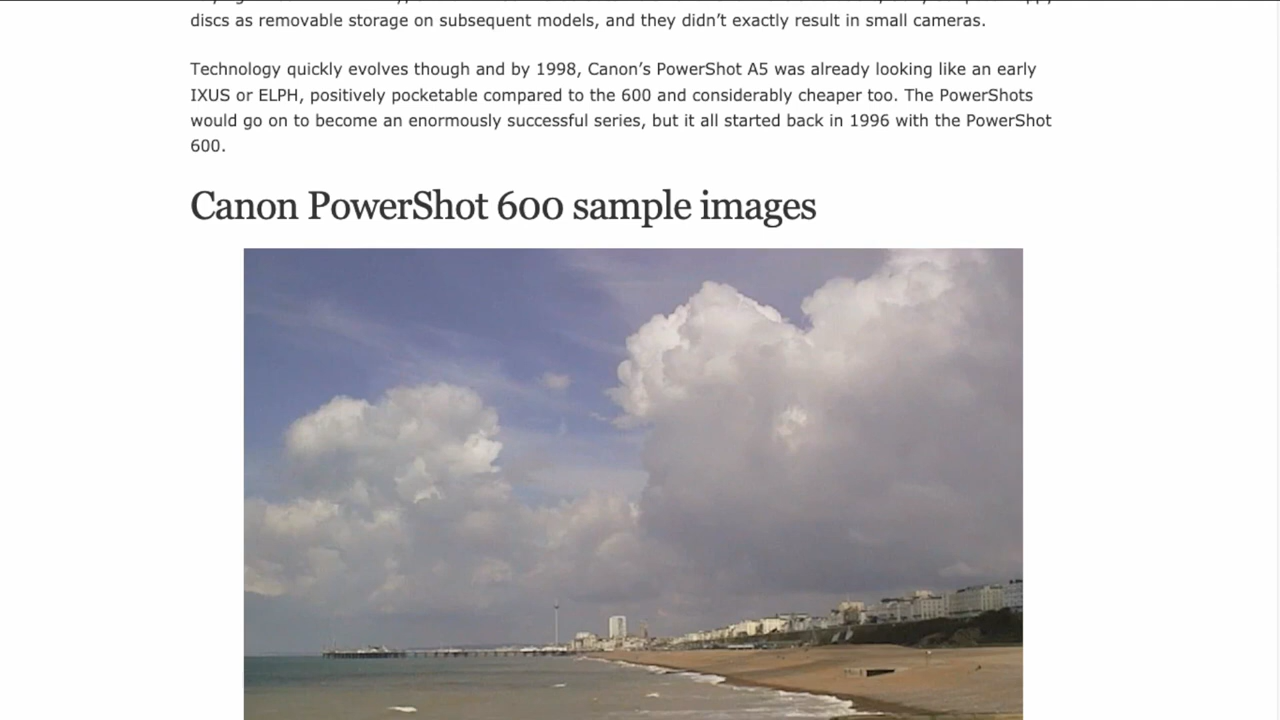 discs as removable storage on subsequent models, and they didn’t exactly result in small cameras.
Technology quickly evolves though and by 1998, Canon’s PowerShot A5 was already looking like an early
IXUS or ELPH, positively pocketable compared to the 600 and considerably cheaper too. The PowerShots
would go on to become an enormously successful series, but it all started back in 1996 with the PowerShot
600.
Canon PowerShot 600 sample images